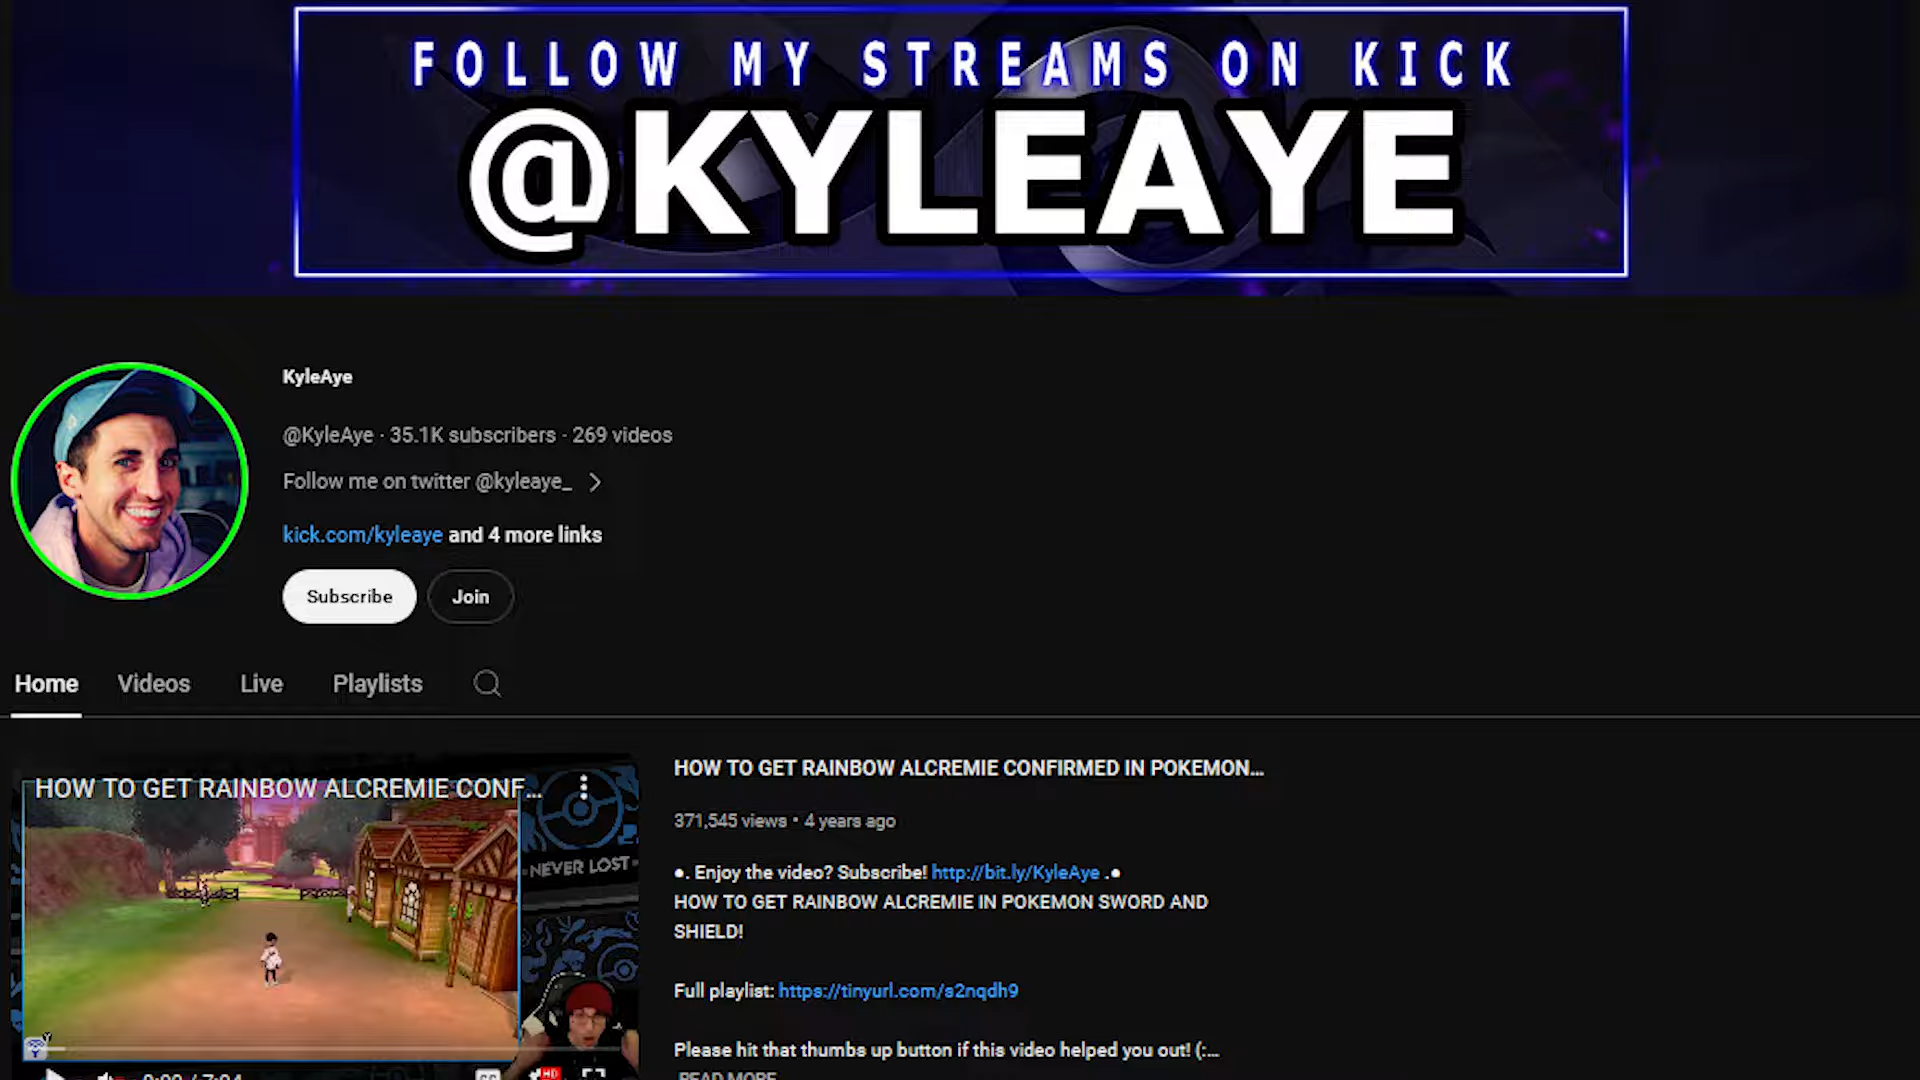 FOLLOW MY STREAMS ON KICK
@KYLEAYE
KyleAye
@KyleAye · 35.1K subscribers · 269 videos
Follow me on twitter @kyleaye_
kick.com/kyleaye and 4 more links
Subscribe
Join
Home
Videos
Live
Playlists
HOW TO GET RAINBOW ALCREMIE CONF...
NEVER LOST
HOW TO GET RAINBOW ALCREMIE CONFIRMED IN POKEMON...
371,545 views • 4 years ago
●. Enjoy the video? Subscribe! http://bit.ly/KyleAye .●
HOW TO GET RAINBOW ALCREMIE IN POKEMON SWORD AND
SHIELD!
Full playlist: https://tinyurl.com/s2nqdh9
Please hit that thumbs up button if this video helped you out! (:...
READ MORE
HD